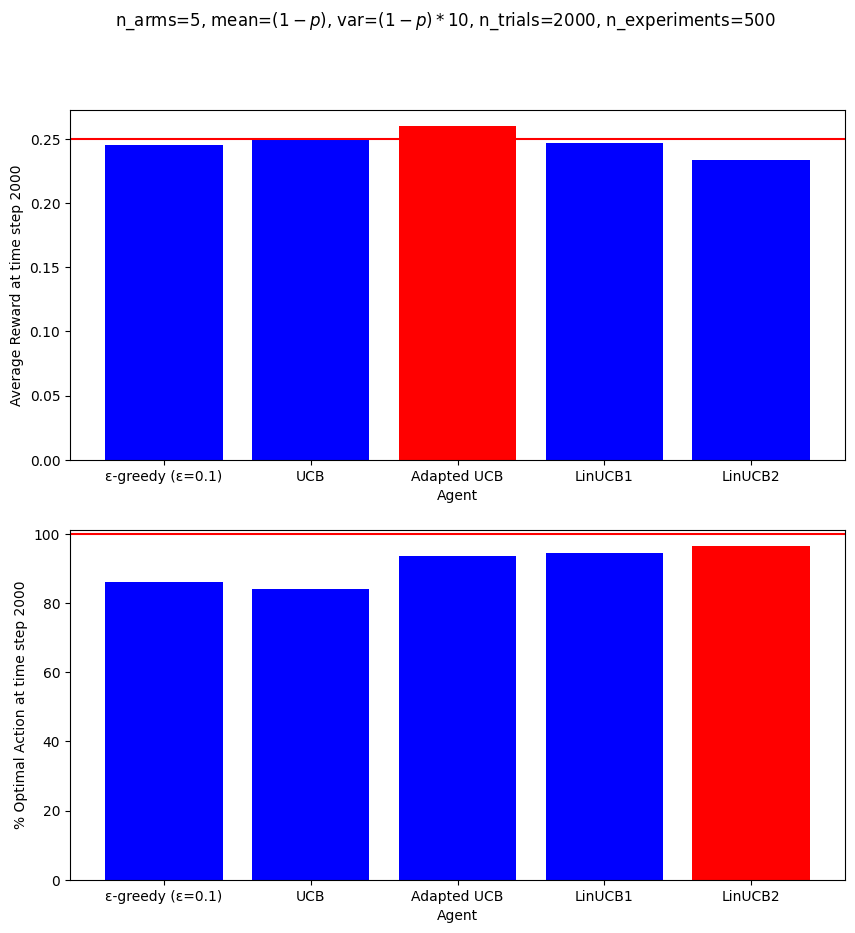 n_arms=5, mean=(1 − p), var=(1 − p) * 10, n_trials=2000, n_experiments=500
Average Reward at time step 2000
0.25
0.20
0.15
0.10
0.05
0.00
ε-greedy (ε=0.1) UCB Adapted UCB LinUCB1 LinUCB2
Agent
% Optimal Action at time step 2000
100
80
60
40
20
0
ε-greedy (ε=0.1) UCB Adapted UCB LinUCB1 LinUCB2
Agent